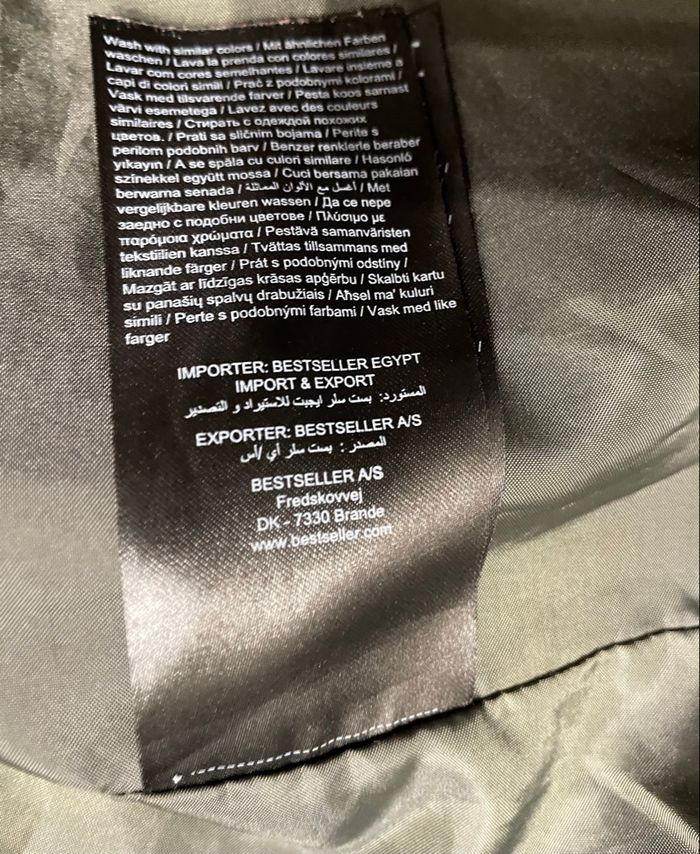 Wash with similar colors / Mit ähnlichen Farben
waschen / Lava la prenda con colores similares /
Lavar com cores semelhantes / Lavare insieme a
capi di colori simili / Prać z podobnymi kolorami /
Vask med tilsvarende farver / Pesta koos samast
värvi esemetega / Lavez avec des couleurs
similaires / Стирать с одеждой похожих
цветов. / Prati sa sličnim bojama / Perite s
perilom podobnih barv / Benzer renklerle beraber
yıkayın / A se spăla cu culori similare / Hasonló
színekkel együtt mossa / Cuci bersama pakaian
berwarna senada / اغسل مع الألوان المماثلة / Met
vergelijkbare kleuren wassen / Да се пере
заедно с подобни цветове / Πλύσιμο με
παρόμοια χρώματα / Pestävä samanväristen
tekstiilien kanssa / Tvättas tillsammans med
liknande färger / Prát s podobnými odstíny /
Mazgāt ar līdzīgas krāsas apģērbu / Skalbti kartu
su panašių spalvų drabužiais / Aħsel ma' kuluri
simili / Perte s podobnými farbami / Vask med like
farger
IMPORTER: BESTSELLER EGYPT
IMPORT & EXPORT
المستورد: بست سلر ايجبت للاستيراد و التصدير
EXPORTER: BESTSELLER A/S
المصدر : بست سلر أي /أس
BESTSELLER A/S
Fredskovvej
DK - 7330 Brande
www.bestseller.com